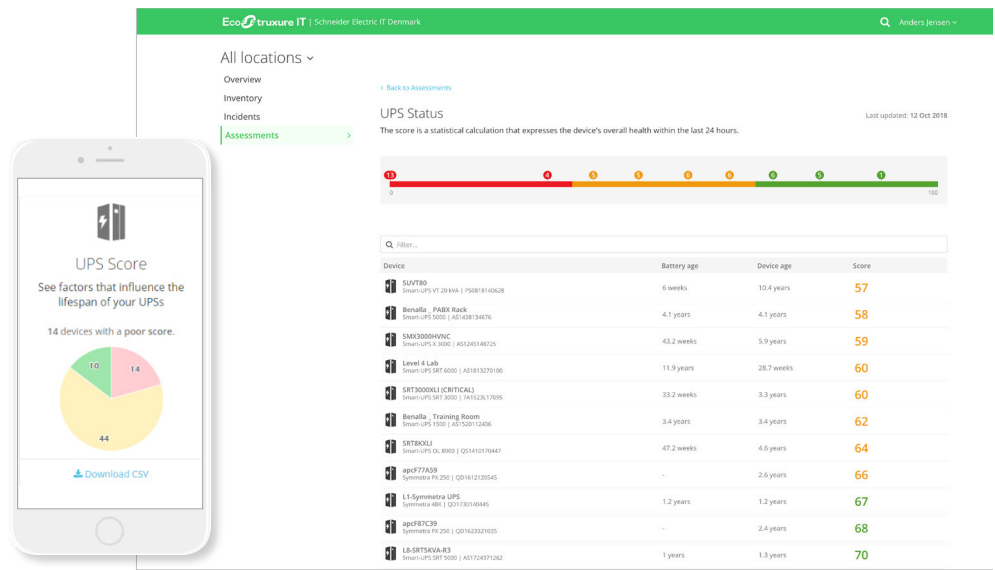 EcoStruxure IT | Schneider Electric IT Denmark
Anders Jensen
All locations
Overview
Inventory
Incidents
Assessments
< Back to Assessments
UPS Status
Last updated: 12 Oct 2018
The score is a statistical calculation that expresses the device's overall health within the last 24 hours.
13 4 5 5 6 6 6 5 1
0 100
Filter...
Device Battery age Device age Score
SUVT80
Smart-UPS VT 20 kVA | PS0818140628
6 weeks 10.4 years 57
Benalla _ PABX Rack
Smart-UPS 5000 | AS1438134676
4.1 years 4.1 years 58
SMX3000HVNC
Smart-UPS X 3000 | AS1245148725
43.2 weeks 5.9 years 59
Level 4 Lab
Smart-UPS SRT 6000 | AS1813270100
11.9 years 28.7 weeks 60
SRT3000XLI (CRITICAL)
Smart-UPS SRT 3000 | 7A1523L17095
33.2 weeks 3.3 years 60
Benalla _ Training Room
Smart-UPS 1500 | AS1520112406
3.4 years 3.4 years 62
SRT8KXLI
Smart-UPS OL 8000 | QS1410170447
47.2 weeks 4.6 years 64
apcF77A59
Symmetra PX 250 | QD1612120545
- 2.6 years 66
L1-Symmetra UPS
Symmetra 48K | QD1730140445
1.2 years 1.2 years 67
apcF87C39
Symmetra PX 250 | QD1623321035
- 2.4 years 68
L8-SRT5KVA-R3
Smart-UPS SRT 5000 | AS1724371262
1 years 1.3 years 70
UPS Score
See factors that influence the
lifespan of your UPSs
14 devices with a poor score.
10
14
44
Download CSV